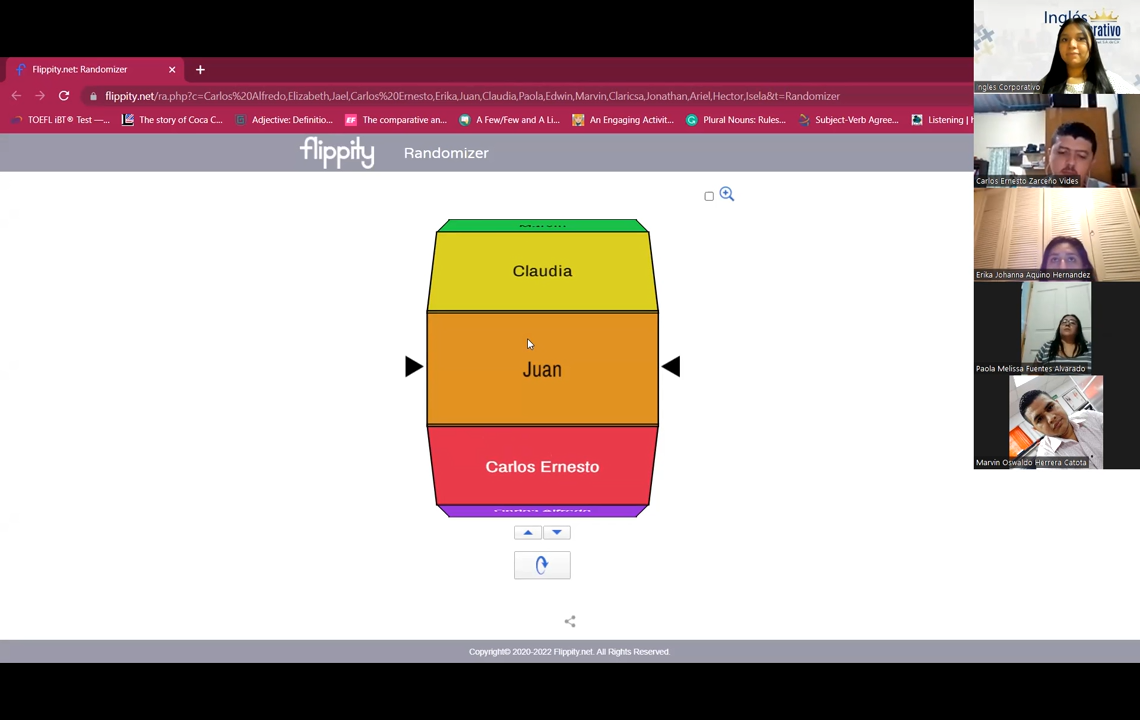 Flippity.net: Randomizer
flippity.net/ra.php?c=Carlos%20Alfredo,Elizabeth,Jael,Carlos%20Ernesto,Erika,Juan,Claudia,Paola,Edwin,Marvin,Claricsa,Jonathan,Ariel,Hector,Isela&t=Randomizer
TOEFL iBT® Test —...
The story of Coca C...
Adjective: Definitio...
EF
The comparative an...
A Few/Few and A Li...
An Engaging Activit...
Plural Nouns: Rules...
Subject-Verb Agree...
Listening
flippity
Randomizer
Claudia
Juan
Carlos Ernesto
Copyright© 2020-2022 Flippity.net. All Rights Reserved.
Inglés
Ingles Corporativo
Carlos Ernesto Zarceño Vides
Erika Johanna Aquino Hernandez
Paola Melissa Fuentes Alvarado
Marvin Oswaldo Herrera Catota